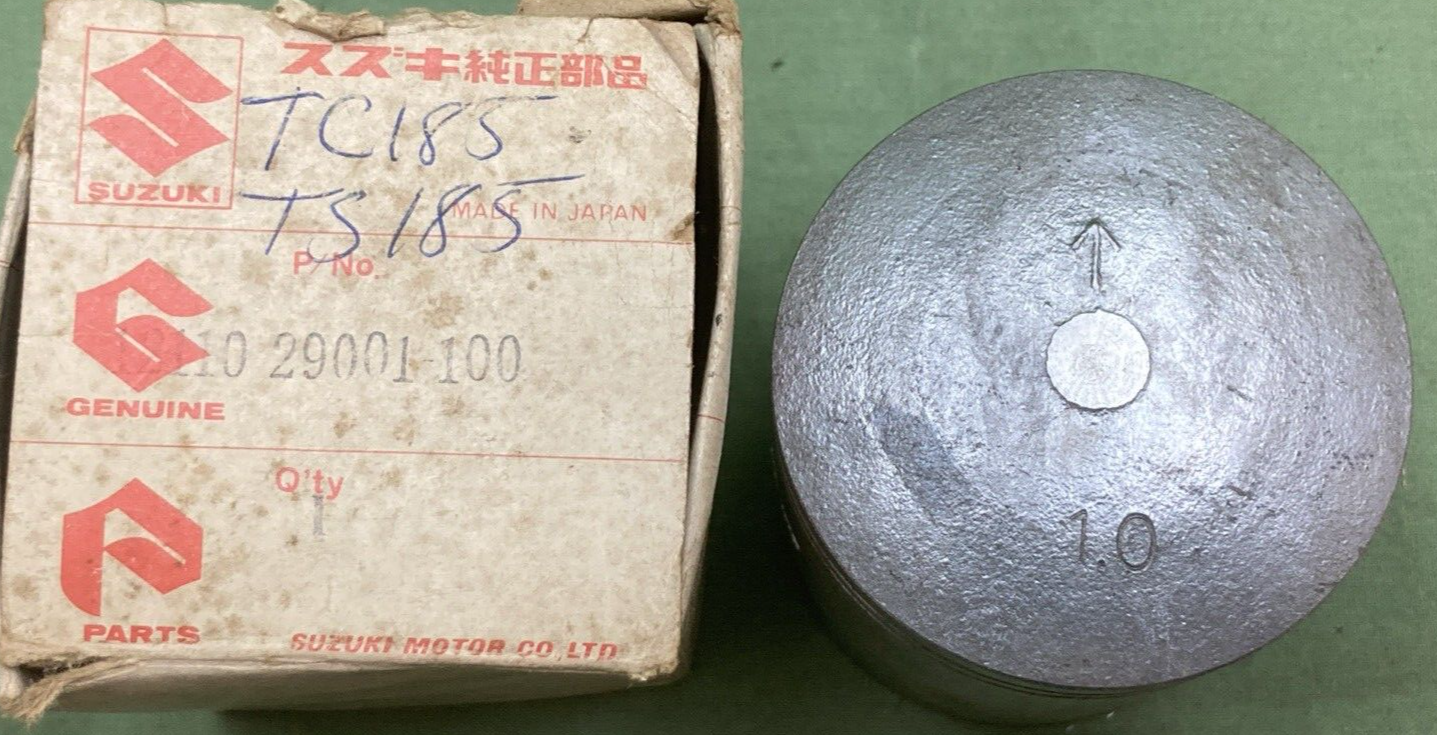 スズキ純正部品
TC185
SUZUKI
TS185
MADE IN JAPAN
P/No.
12110 29001-100
GENUINE
Q'ty
1
PARTS
SUZUKI MOTOR CO.,LTD.
↑
1.0